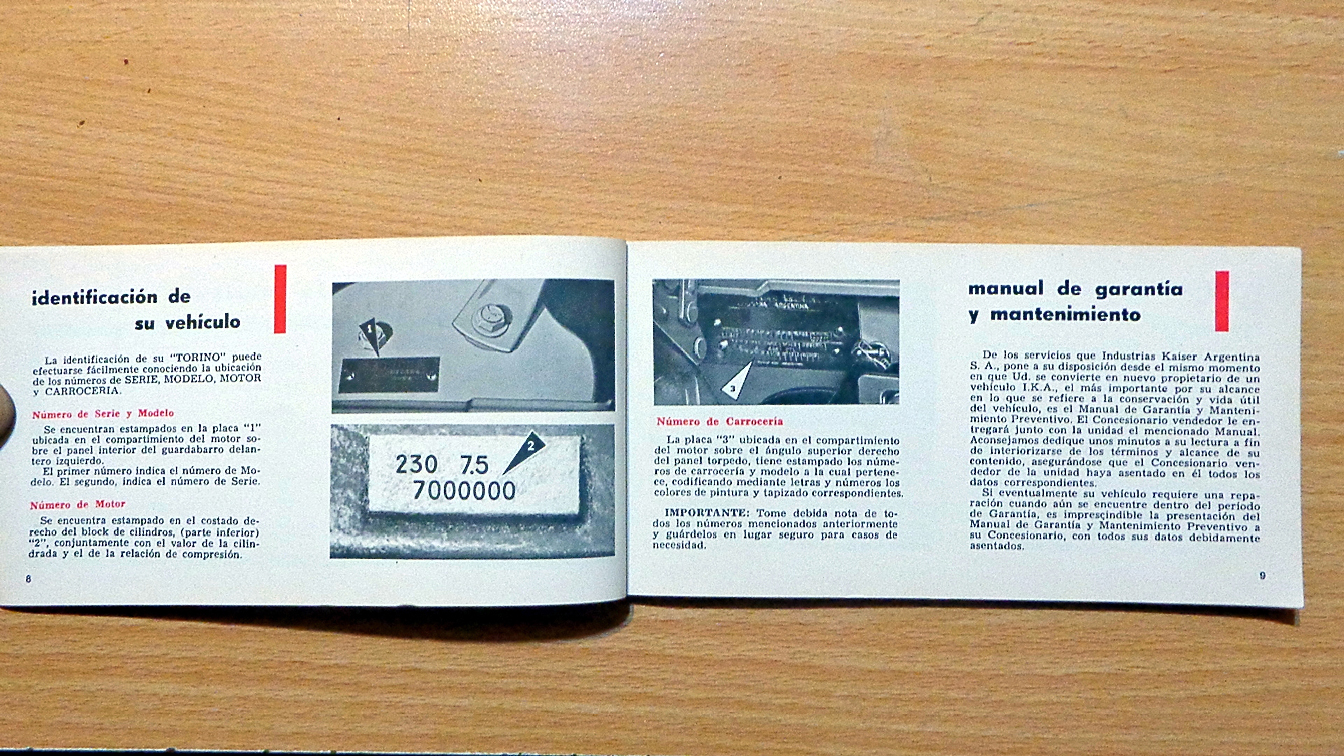 identificación de
su vehículo
La identificación de su "TORINO" puede
efectuarse fácilmente conociendo la ubicación
de los números de SERIE, MODELO, MOTOR
y CARROCERIA.
Número de Serie y Modelo
Se encuentran estampados en la placa "1"
ubicada en el compartimiento del motor so-
bre el panel interior del guardabarro delan-
tero izquierdo.
El primer número indica el número de Mo-
delo. El segundo, indica el número de Serie.
Número de Motor
Se encuentra estampado en el costado de-
recho del block de cilindros, (parte inferior)
"2", conjuntamente con el valor de la cilin-
drada y el de la relación de compresión.
8
1
2
230 7.5
7000000
ARGENTINA
3
Número de Carrocería
La placa "3" ubicada en el compartimiento
del motor sobre el ángulo superior derecho
del panel torpedo, tiene estampado los núme-
ros de carrocería y modelo a la cual pertene-
ce, codificando mediante letras y números los
colores de pintura y tapizado correspondientes.
IMPORTANTE: Tome debida nota de to-
dos los números mencionados anteriormente
y guárdelos en lugar seguro para casos de
necesidad.
manual de garantía
y mantenimiento
De los servicios que Industrias Kaiser Argentina
S. A., pone a su disposición desde el mismo momento
en que Ud. se convierte en nuevo propietario de un
vehículo I.K.A., el más importante por su alcance
en lo que se refiere a la conservación y vida útil
del vehículo, es el Manual de Garantía y Manteni-
miento Preventivo. El Concesionario vendedor le en-
tregará junto con la unidad el mencionado Manual.
Aconsejamos dedique unos minutos a su lectura a fin
de interiorizarse de los términos y alcance de su
contenido, asegurándose que el Concesionario ven-
dedor de la unidad haya asentado en él todos los
datos correspondientes.
Si eventualmente su vehículo requiere una repa-
ración cuando aún se encuentre dentro del período
de Garantía, es imprescindible la presentación del
Manual de Garantía y Mantenimiento Preventivo a
su Concesionario, con todos sus datos debidamente
asentados.
9